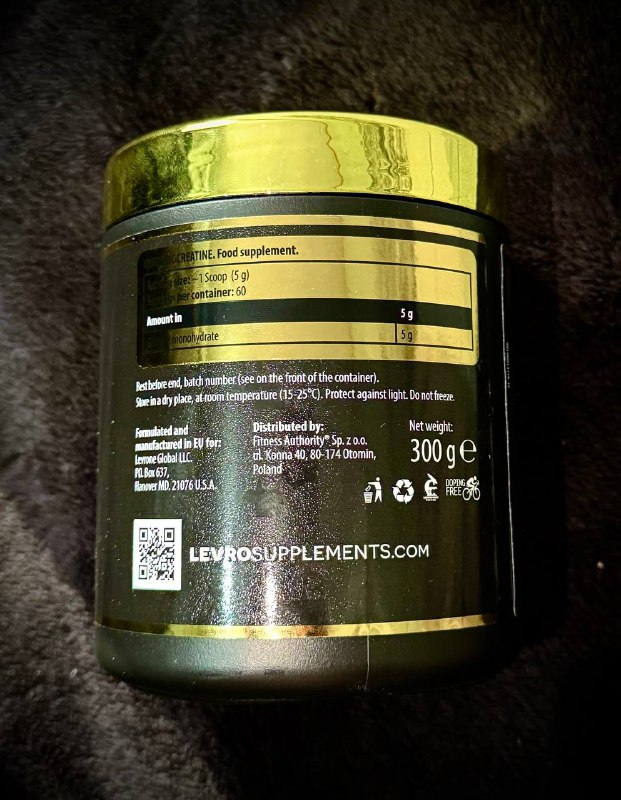 CREATINE. Food supplement.
size: ~1 Scoop (5 g)
per container: 60
Amount in 5 g
monohydrate 5 g
Best before end, batch number (see on the front of the container).
Store in a dry place, at room temperature (15-25°C). Protect against light. Do not freeze.
Formulated and
manufactured in EU for:
Levrone Global LLC.
P.O. Box 637,
Hanover MD, 21076 U.S.A.
Distributed by:
Fitness Authority® Sp. z o.o.
ul. Konna 40, 80-174 Otomin,
Poland
Net weight:
300 g ℮
DOPING
FREE
LEVROSUPPLEMENTS.COM